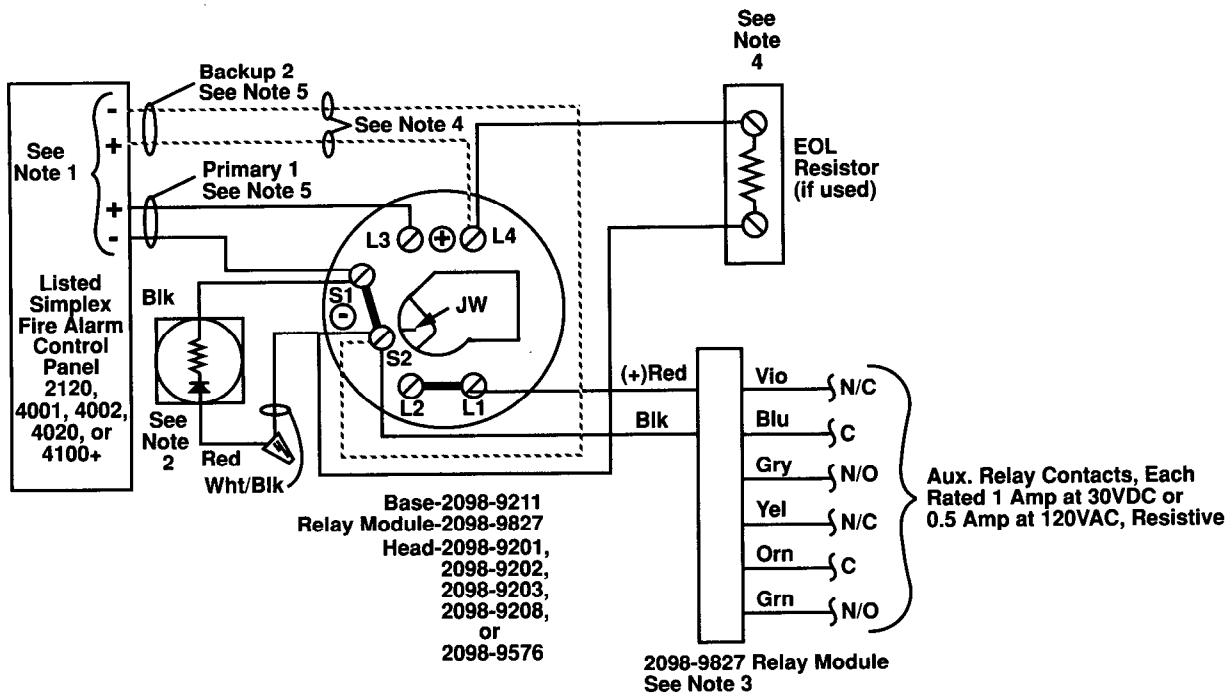 See
Note
4
Backup 2
See Note 5
-
+
See Note 4
See
Note 1
Primary 1
See Note 5
+
-
EOL
Resistor
(if used)
L3
+
L4
Listed
Simplex
Fire Alarm
Control
Panel
2120,
4001, 4002,
4020, or
4100+
Blk
S1
-
JW
S2
L2
L1
See
Note
2
Red
Wht/Blk
(+)Red
Blk
Vio
N/C
Blu
C
Gry
N/O
Yel
N/C
Orn
C
Grn
N/O
Aux. Relay Contacts, Each
Rated 1 Amp at 30VDC or
0.5 Amp at 120VAC, Resistive
Base-2098-9211
Relay Module-2098-9827
Head-2098-9201,
2098-9202,
2098-9203,
2098-9208,
or
2098-9576
2098-9827 Relay Module
See Note 3